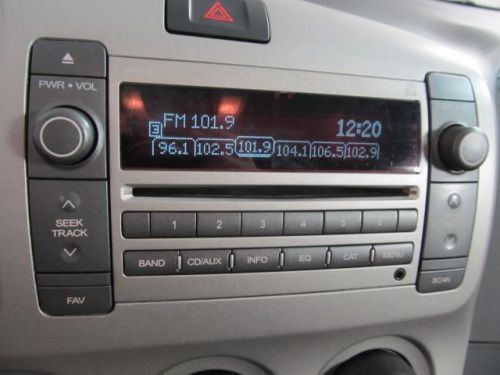 PWR • VOL
FM 101.9
12:20
3
96.1 102.5 101.9 104.1 106.5 102.9
SEEK
TRACK
1 2 3 4 5 6
BAND CD/AUX INFO EQ CAT MENU
FAV
SCAN